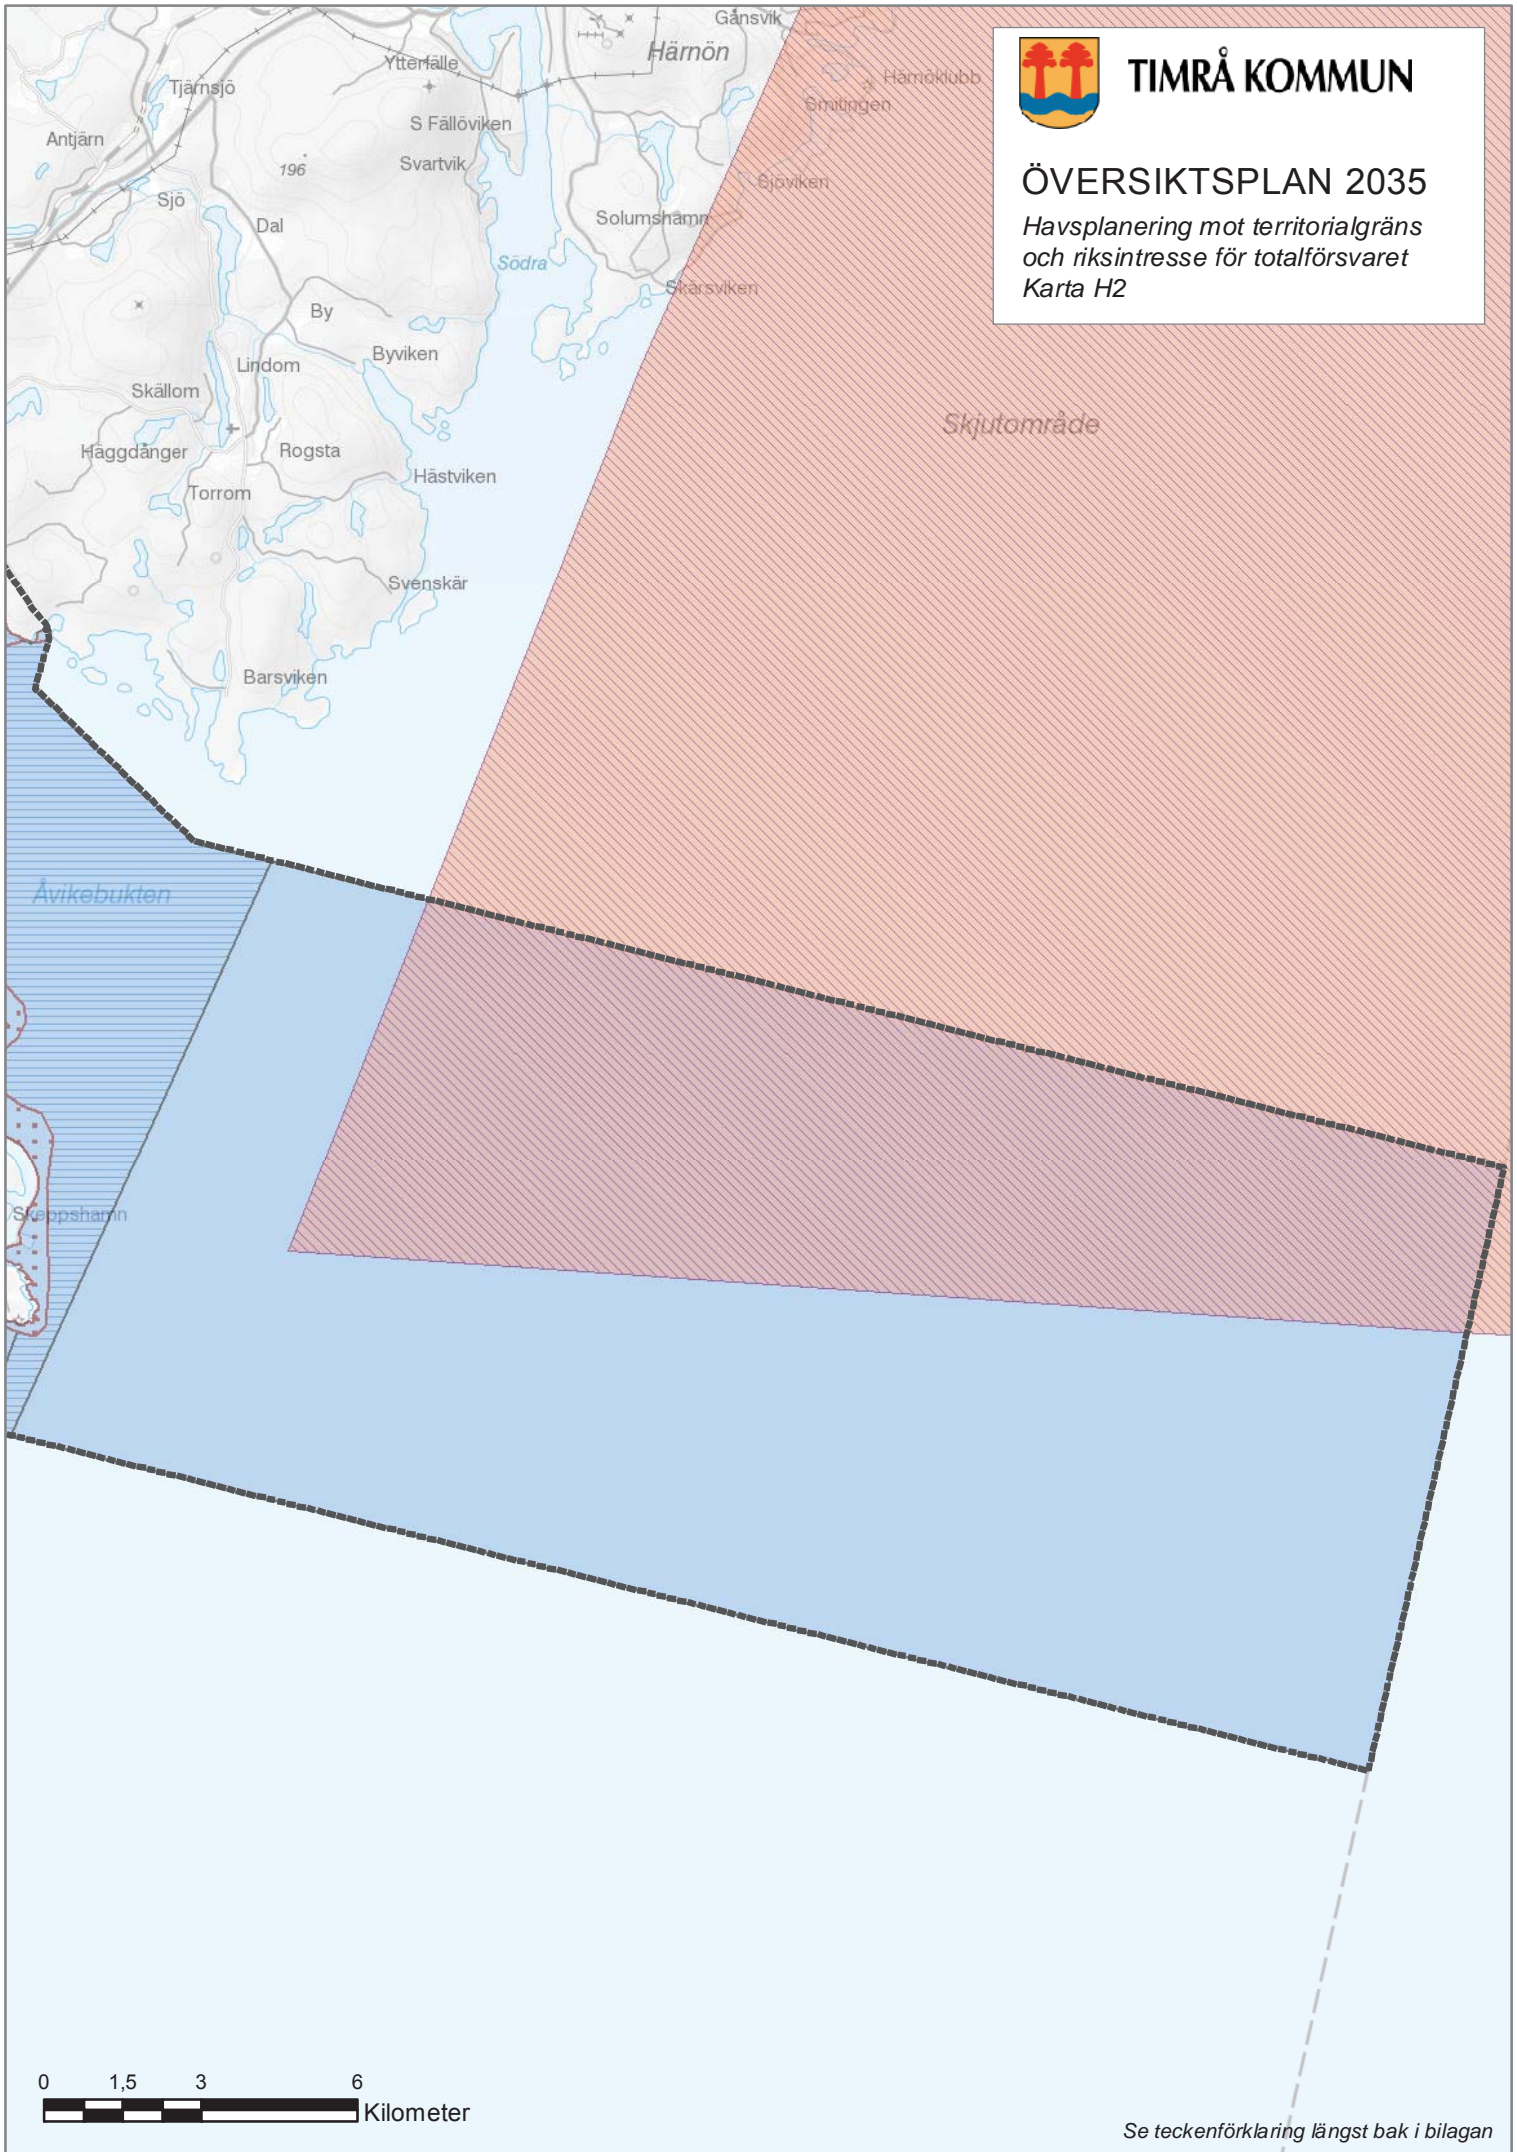 TIMRÅ KOMMUN
ÖVERSIKTSPLAN 2035
Havsplanering mot territorialgräns
och riksintresse för totalförsvaret
Karta H2
Gånsvik
Härnön
Ytterfälle
Tjärnsjö
Härnöklubb
Smitingen
S Fällöviken
Antjärn
Svartvik
196
Sjöviken
Sjö
Solumshamn
Dal
Södra
Skärsviken
By
Byviken
Lindom
Skällom
Skjutområde
Häggdånger
Rogsta
Hästviken
Torrom
Svenskär
Barsviken
Åvikebukten
Skeppshamn
0 1,5 3 6
Kilometer
Se teckenförklaring längst bak i bilagan